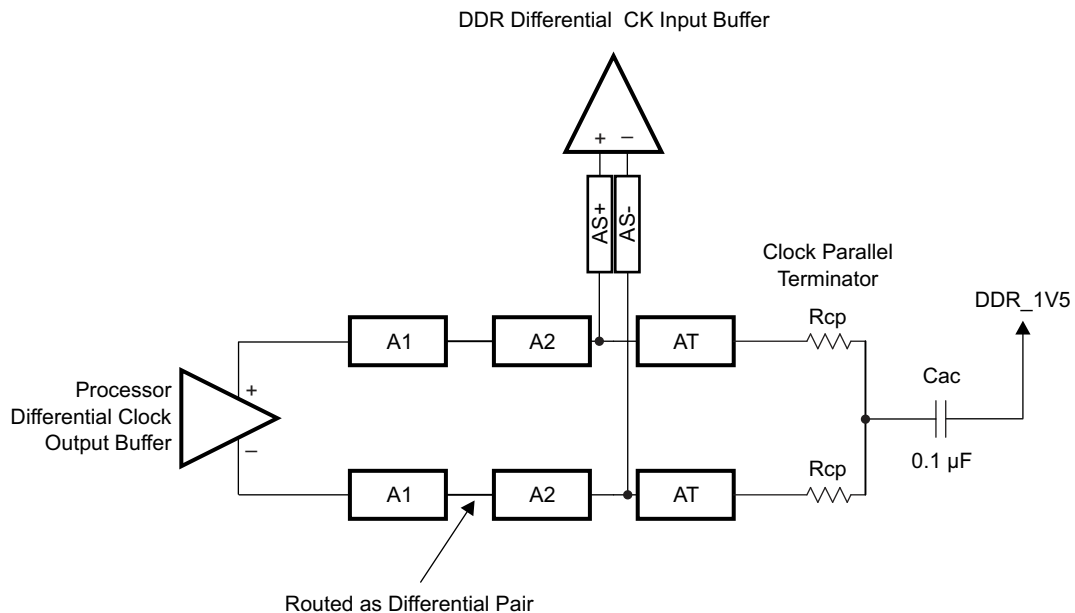 DDR Differential CK Input Buffer
+ –
AS+
AS-
Clock Parallel
Terminator
DDR_1V5
Rcp
A1
A2
AT
Cac
Processor
Differential Clock
Output Buffer
+
–
0.1 µF
Rcp
A1
A2
AT
Routed as Differential Pair